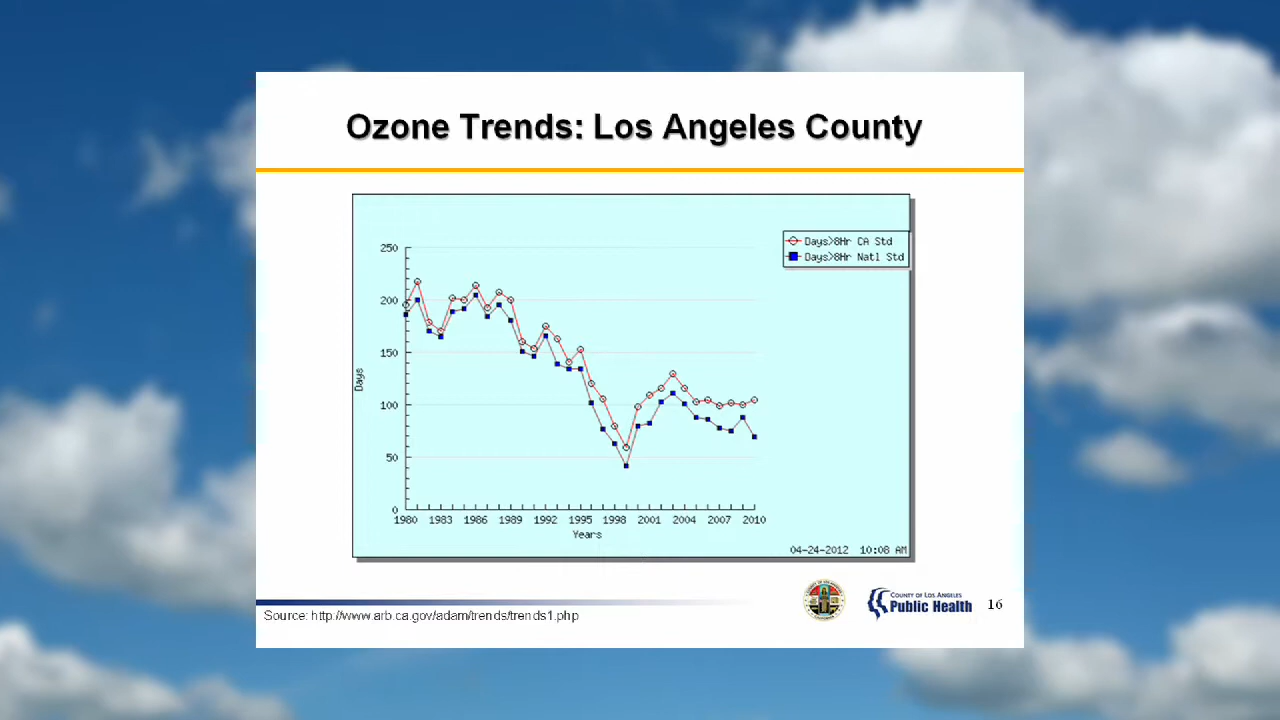 Ozone Trends: Los Angeles County
Days>8Hr CA Std
Days>8Hr Natl Std
250
200
150
100
50
0
Days
1980 1983 1986 1989 1992 1995 1998 2001 2004 2007 2010
Years
04-24-2012 10:08 AM
Source: http://www.arb.ca.gov/adam/trends/trends1.php
County of Los Angeles
Public Health
16